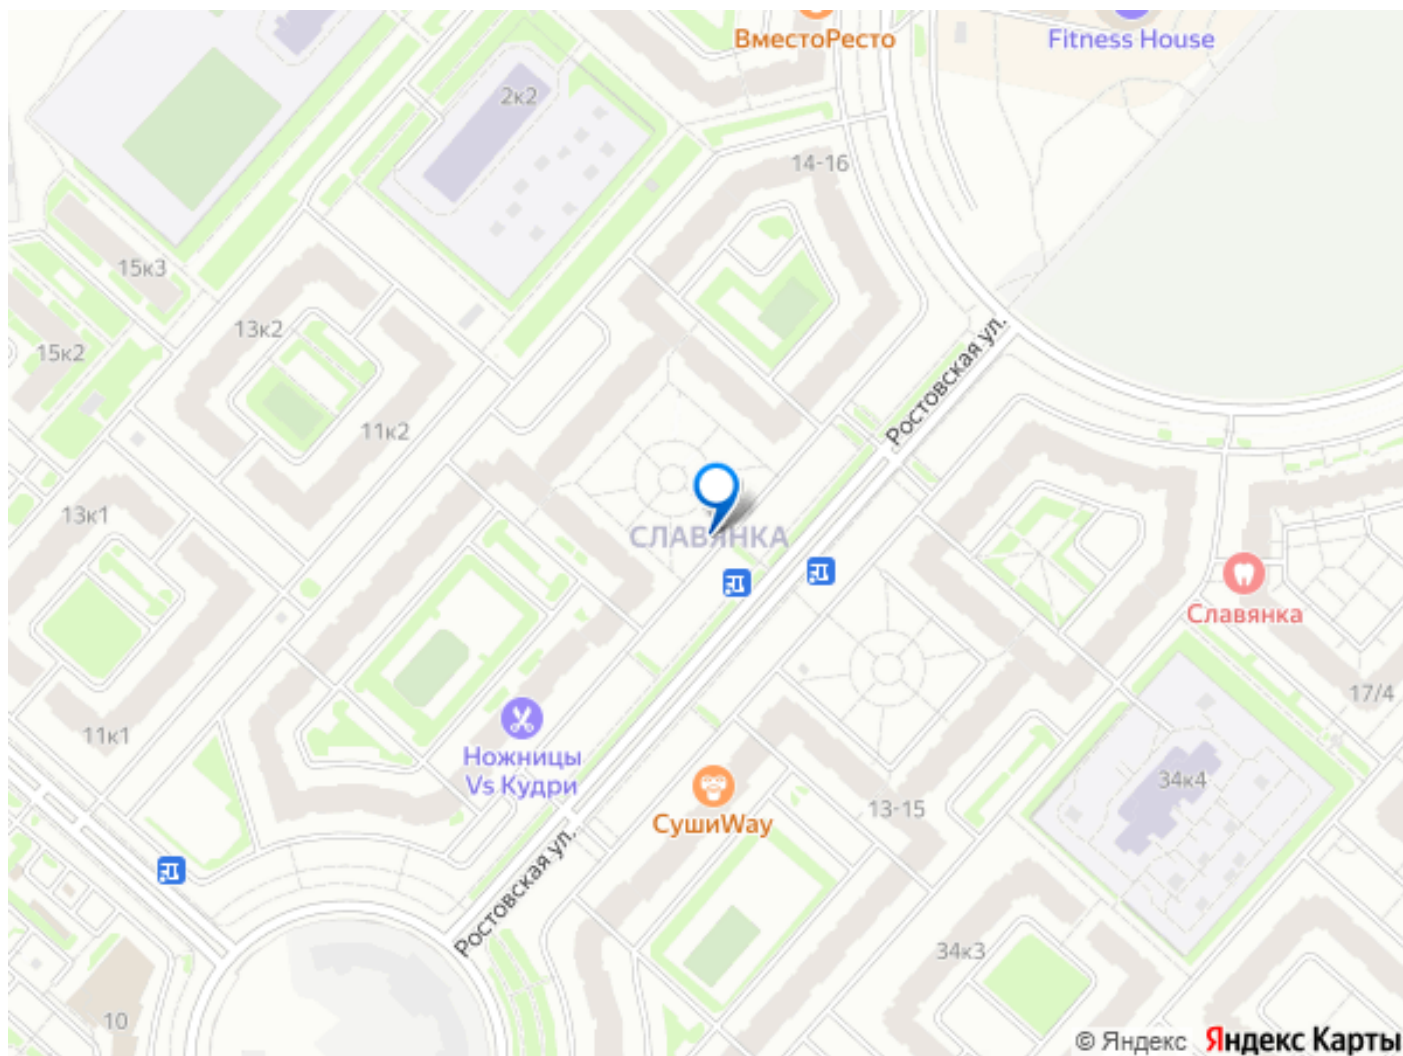 ВместоРесто
Fitness House
2к2
14-16
15к3
13к2
15к2
Ростовская ул.
11к2
13к1
СЛАВЯНКА
Славянка
17/4
11к1
Ножницы
Vs Кудри
34к4
СушиWay
13-15
Ростовская ул.
34к3
10
© Яндекс Яндекс Карты